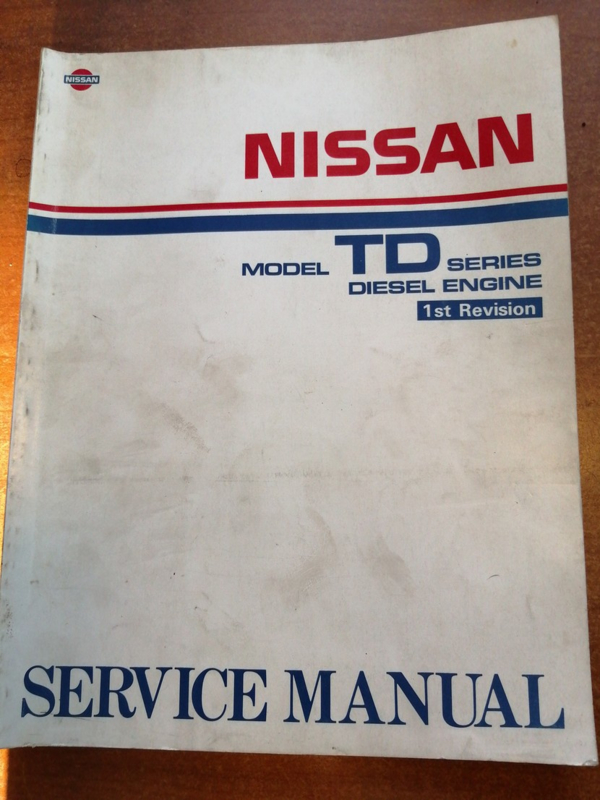 NISSAN
NISSAN
MODEL TD SERIES
DIESEL ENGINE
1st Revision
SERVICE MANUAL